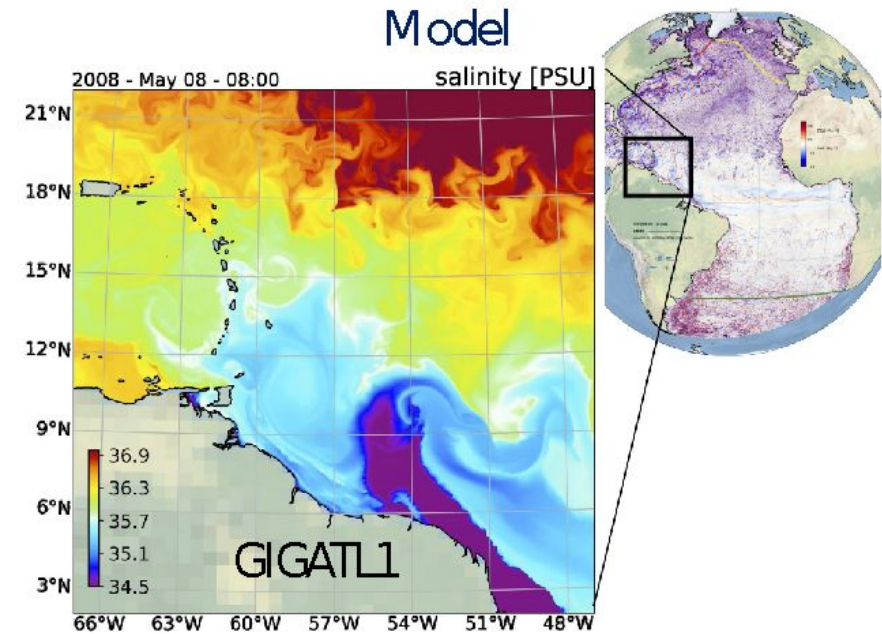 Model
2008 - May 08 - 08:00 salinity [PSU]
21°N
18°N
15°N
12°N
9°N
6°N
3°N
36.9
36.3
35.7
35.1
34.5
GIGATL1
66°W 63°W 60°W 57°W 54°W 51°W 48°W